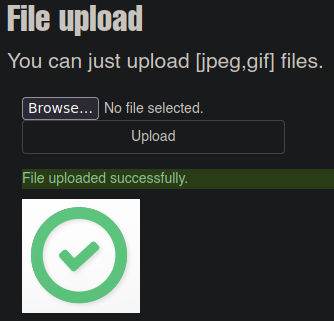 File upload
You can just upload [jpeg,gif] files.
Browse... No file selected.
Upload
File uploaded successfully.